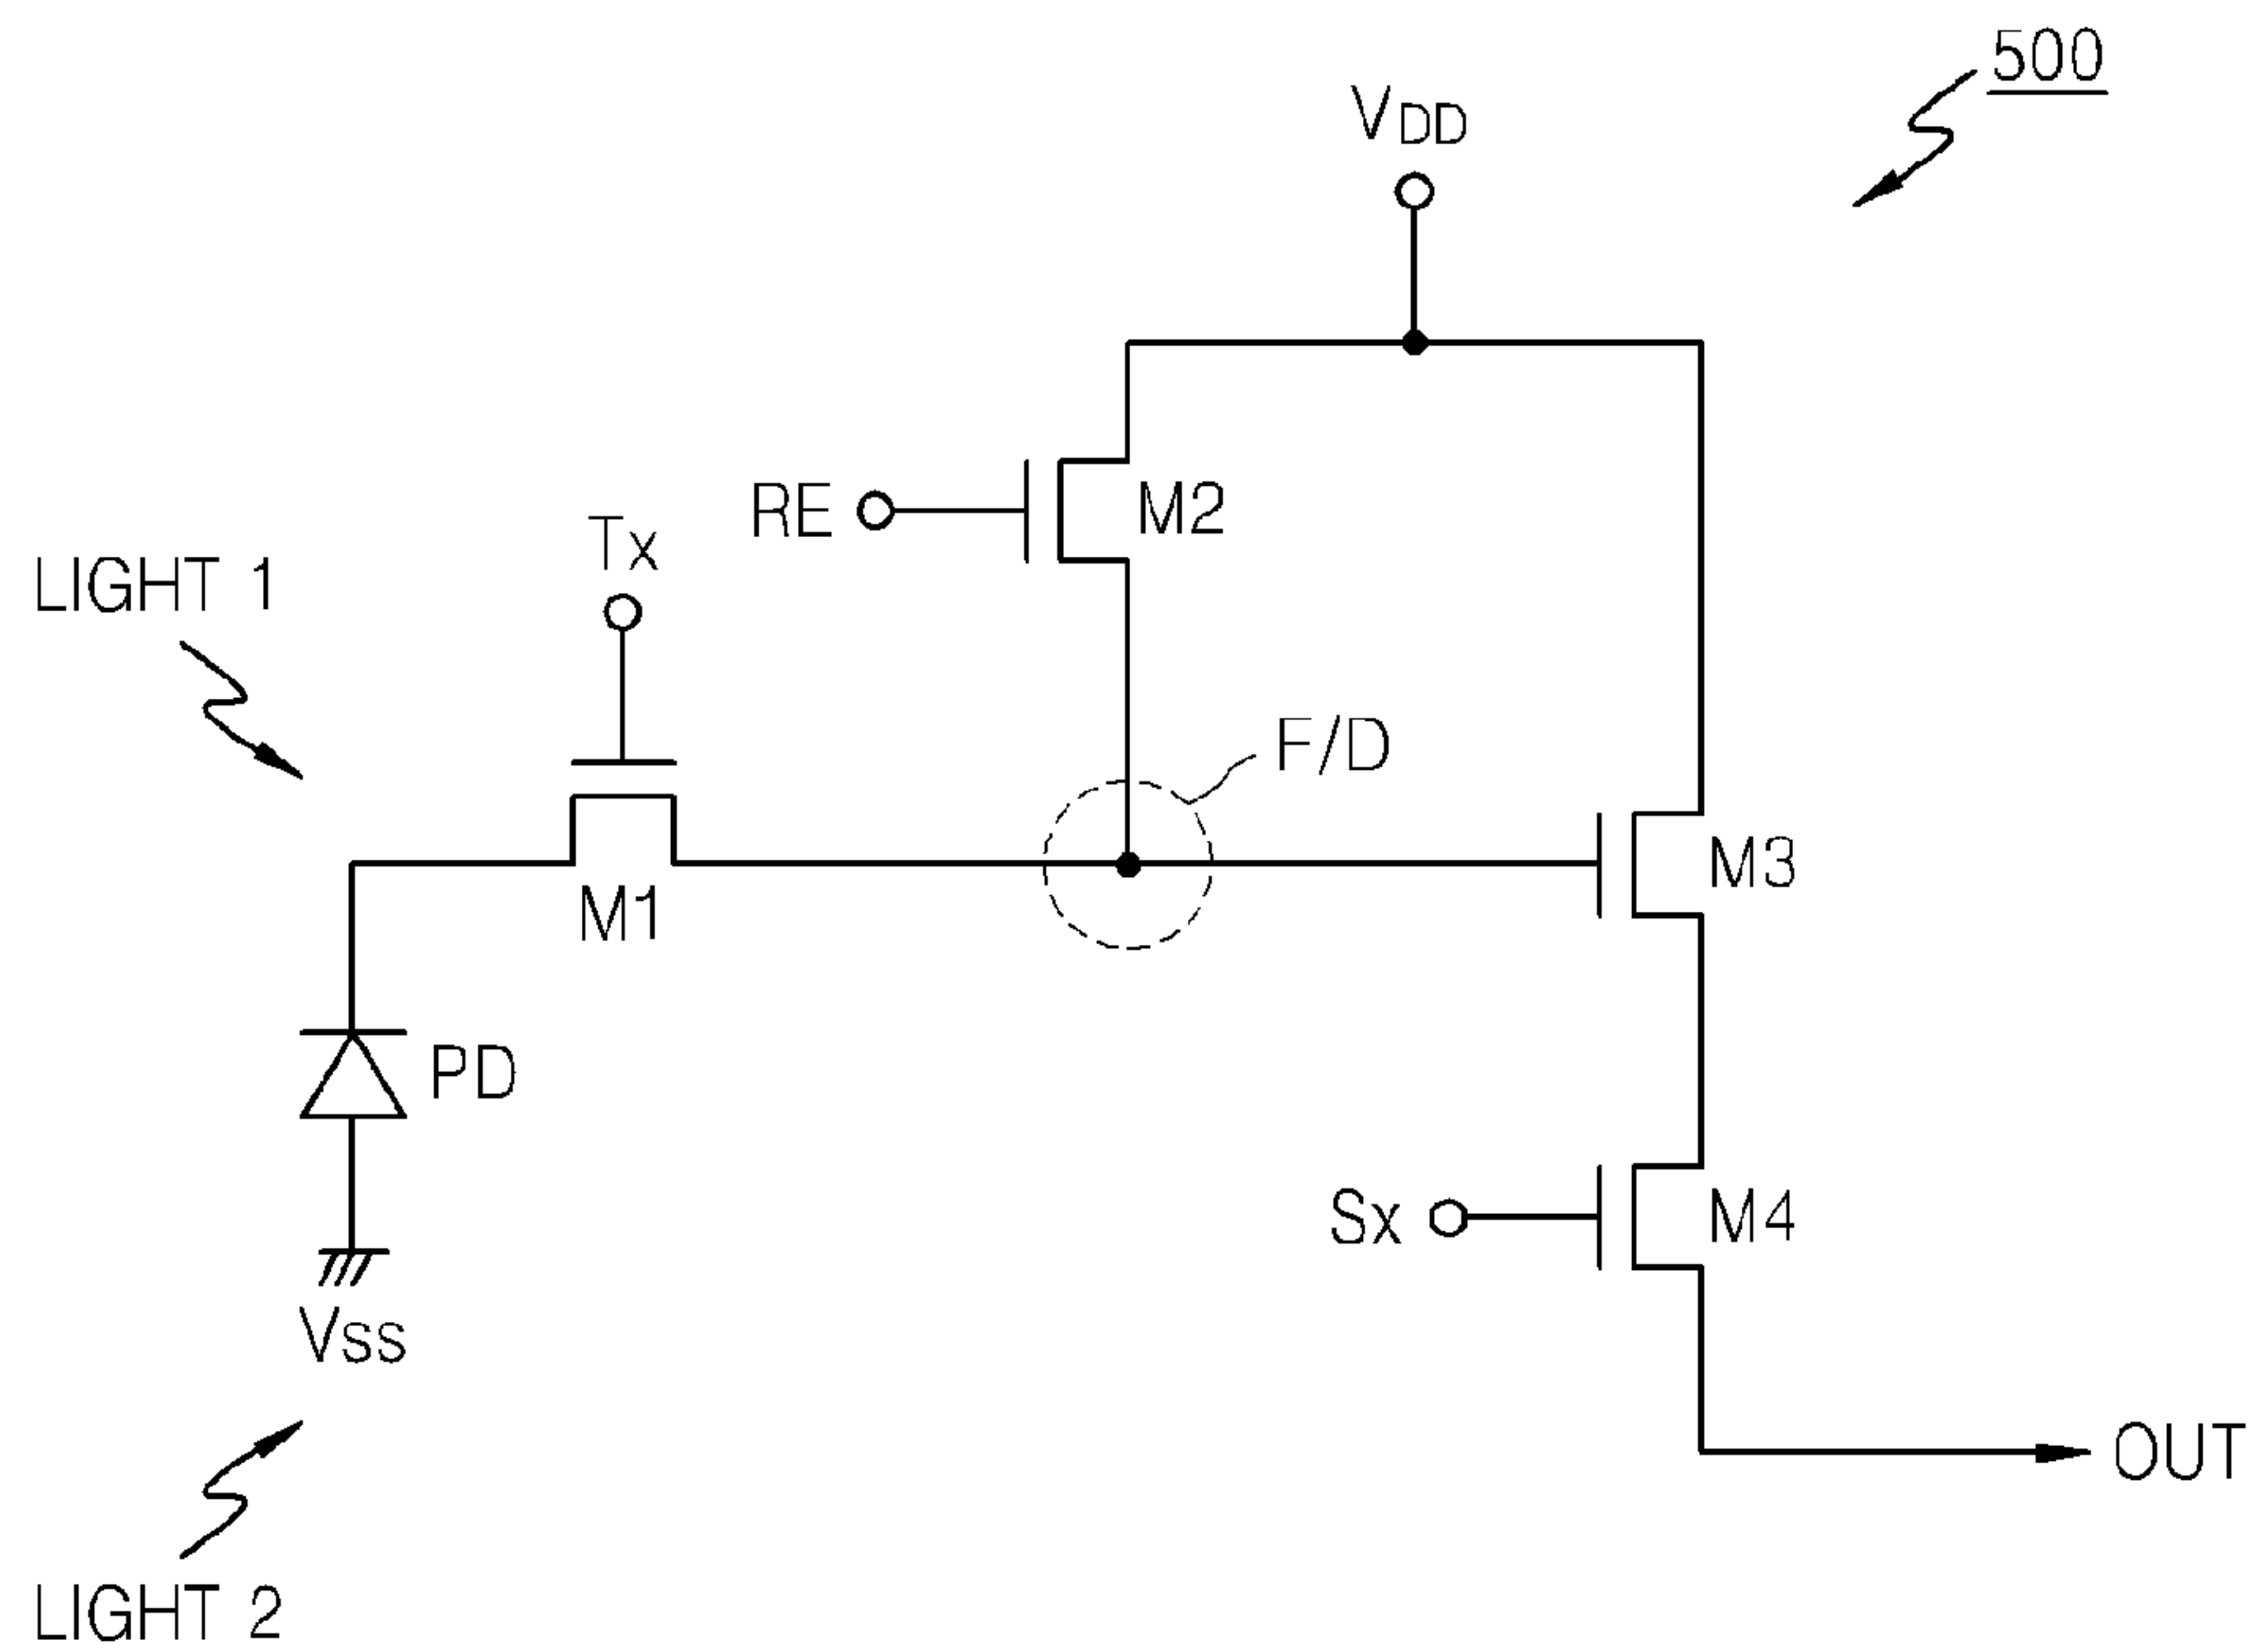 500
VDD
RE
M2
Tx
LIGHT 1
F/D
M3
M1
PD
Sx
M4
VSS
OUT
LIGHT 2